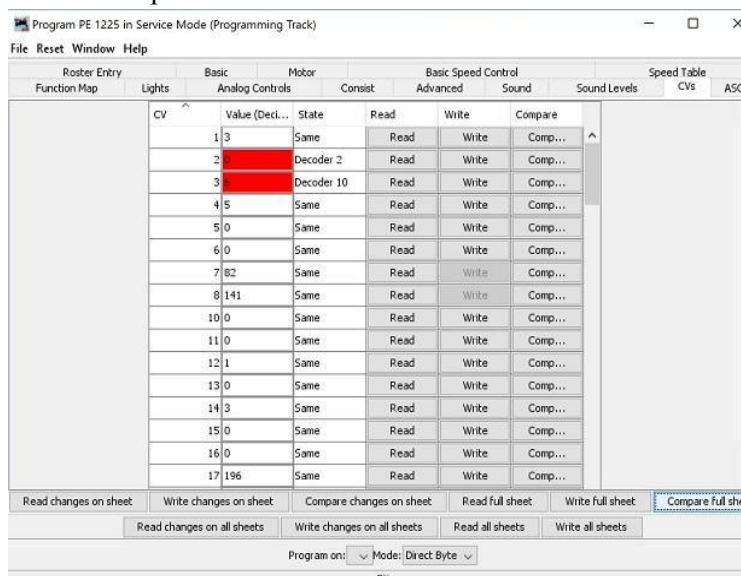 Program PE 1225 in Service Mode (Programming Track)
File Reset Window Help
Roster Entry Basic Motor Basic Speed Control Speed Table
Function Map Lights Analog Controls Consist Advanced Sound Sound Levels CVs ASC
CV Value (Deci... State Read Write Compare
1 3 Same Read Write Comp...
2 0 Decoder 2 Read Write Comp...
3 6 Decoder 10 Read Write Comp...
4 5 Same Read Write Comp...
5 0 Same Read Write Comp...
6 0 Same Read Write Comp...
7 82 Same Read Write Comp...
8 141 Same Read Write Comp...
10 0 Same Read Write Comp...
11 0 Same Read Write Comp...
12 1 Same Read Write Comp...
13 0 Same Read Write Comp...
14 3 Same Read Write Comp...
15 0 Same Read Write Comp...
16 0 Same Read Write Comp...
17 196 Same Read Write Comp...
Read changes on sheet Write changes on sheet Compare changes on sheet Read full sheet Write full sheet Compare full she
Read changes on all sheets Write changes on all sheets Read all sheets Write all sheets
Program on: Mode: Direct Byte